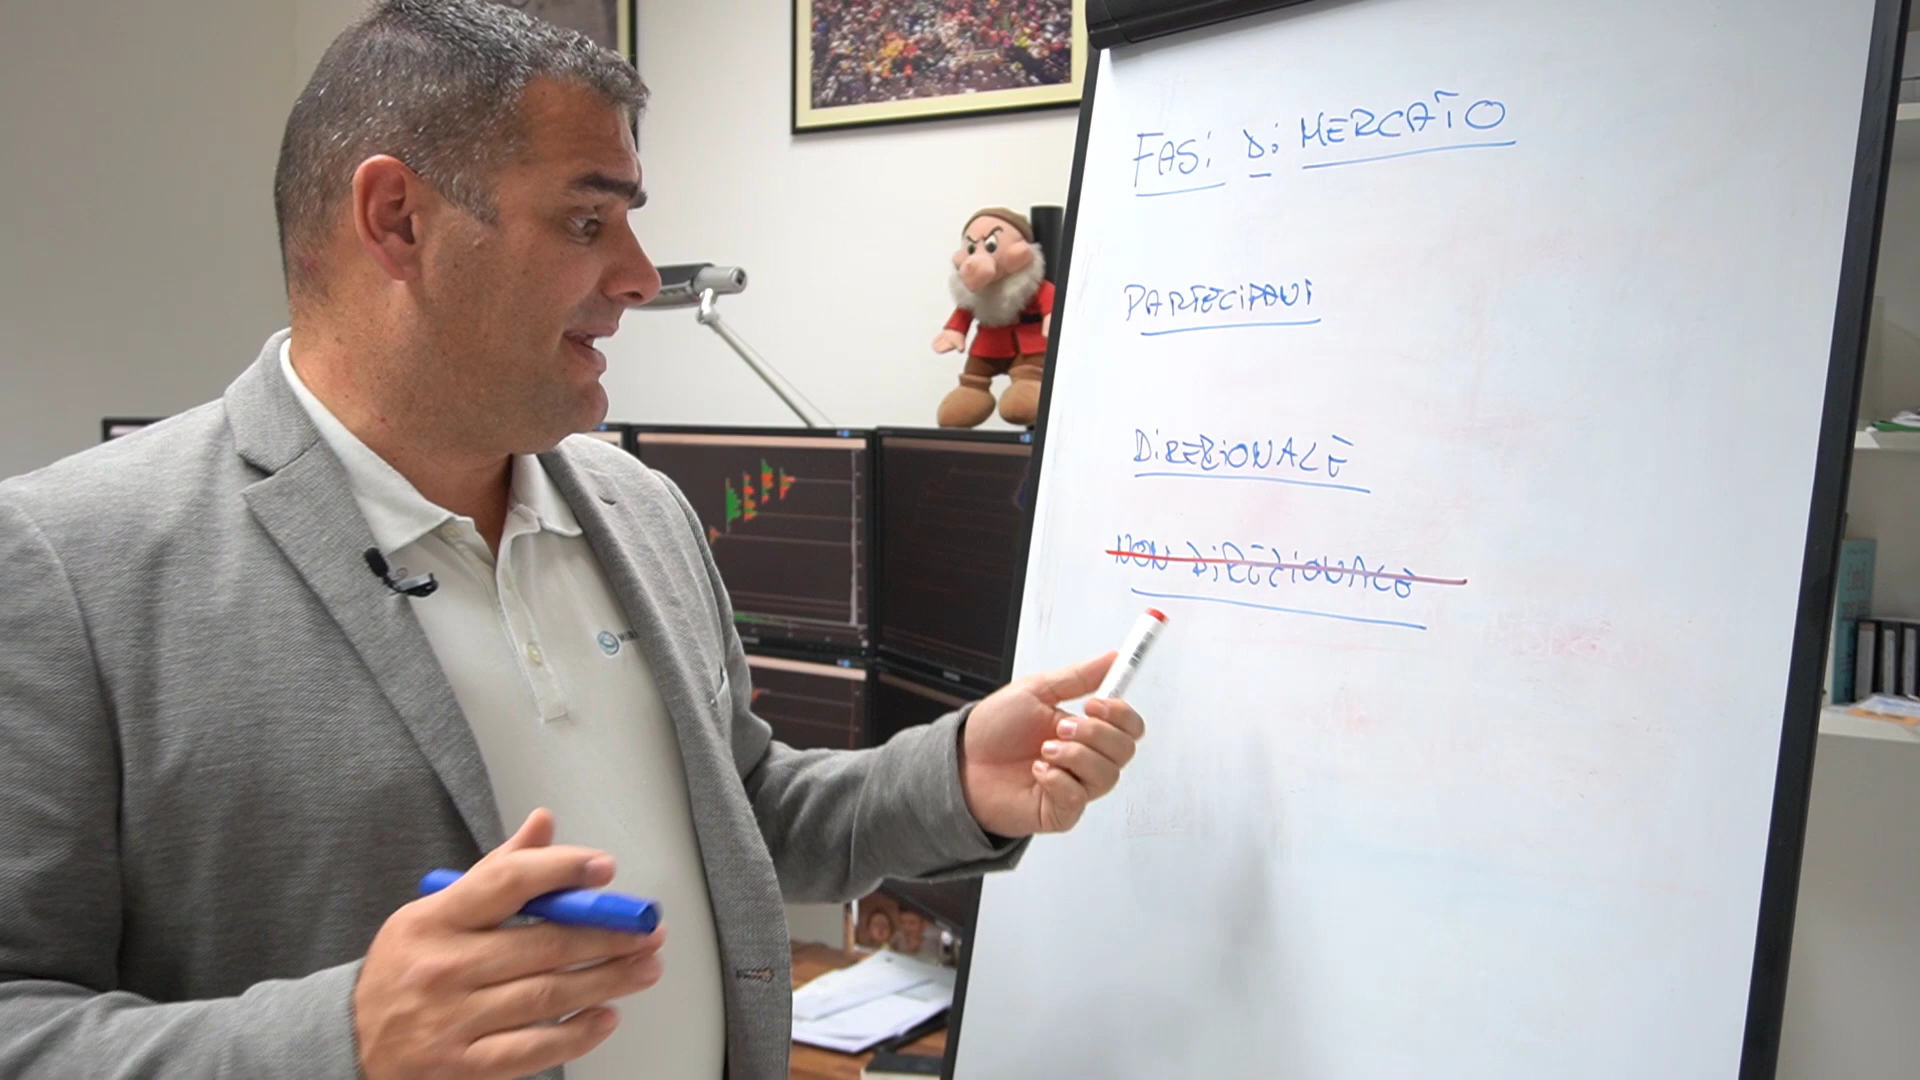 FASi Di MERCATO
PARTECIPANTI
DiREZiONALE
NON DiREZiONALE